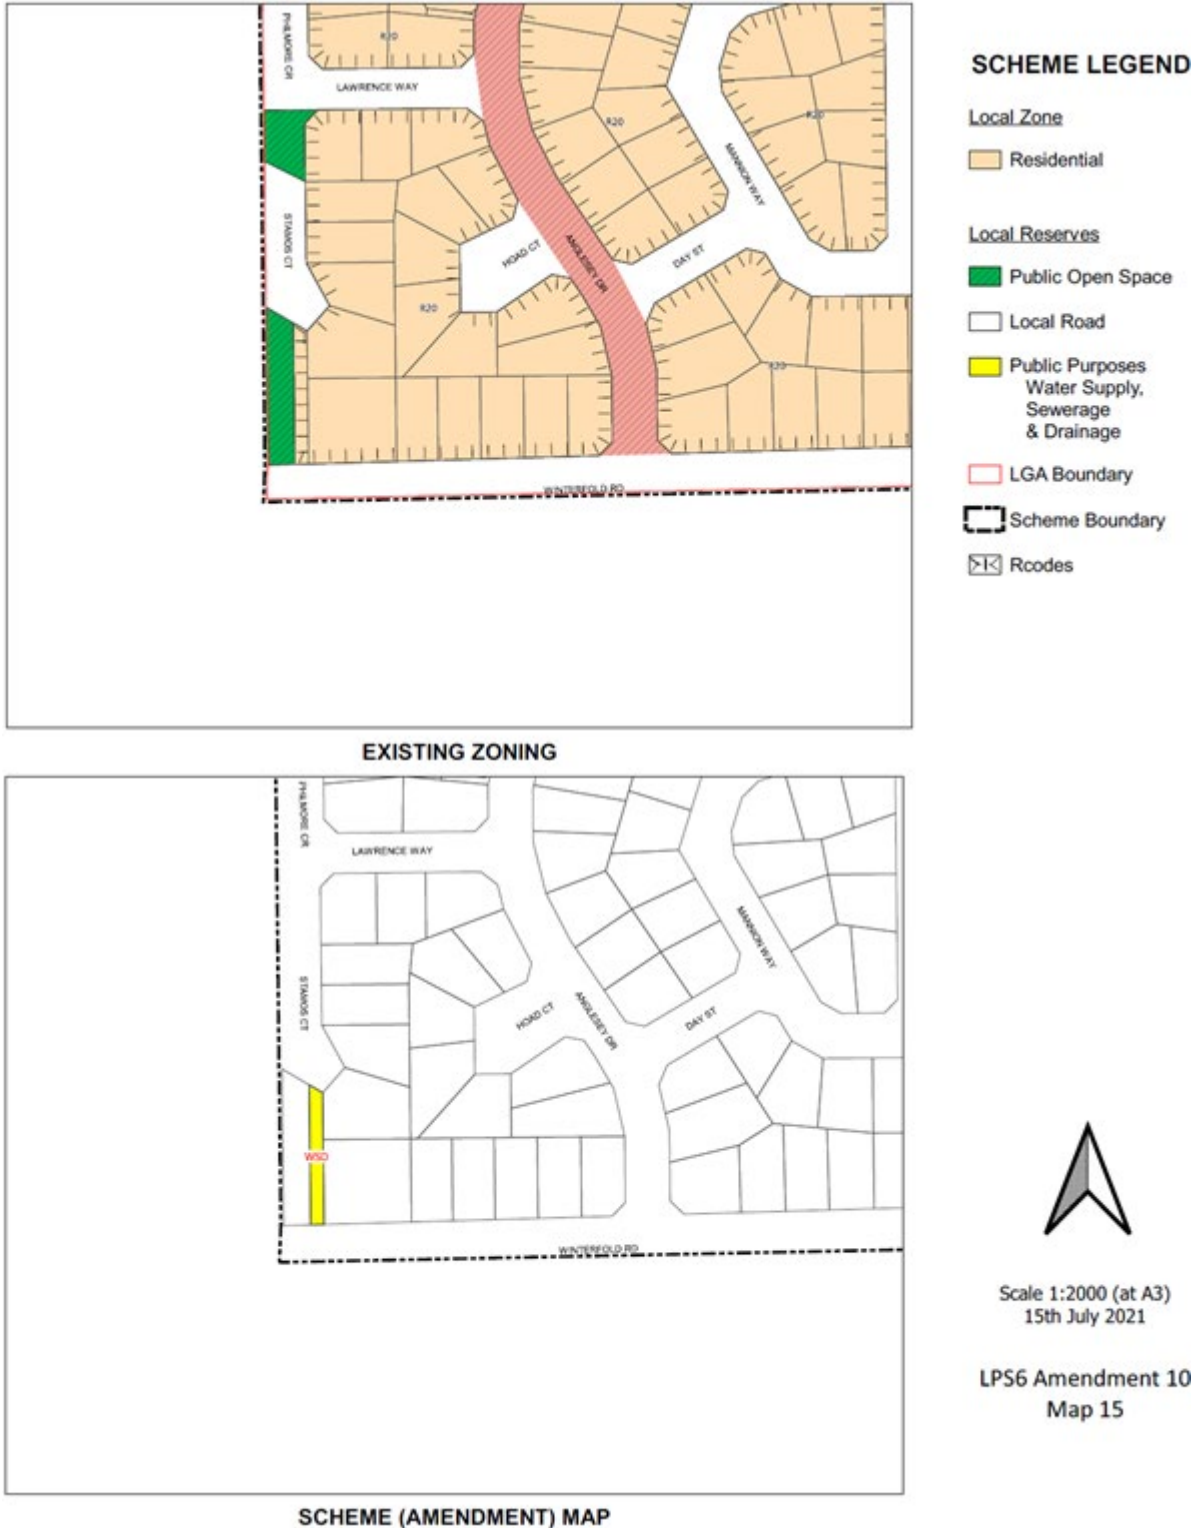 PHILMORE CR
R20
LAWRENCE WAY
R20
R20
MANNION WAY
STAMOS CT
HOAD CT
ANGLESEY DR
DAY ST
R20
R20
WINTERFOLD RD
EXISTING ZONING
SCHEME LEGEND
Local Zone
Residential
Local Reserves
Public Open Space
Local Road
Public Purposes
Water Supply,
Sewerage
& Drainage
LGA Boundary
Scheme Boundary
Rcodes
PHILMORE CR
LAWRENCE WAY
MANNION WAY
STAMOS CT
HOAD CT
ANGLESEY DR
DAY ST
WSD
WINTERFOLD RD
SCHEME (AMENDMENT) MAP
Scale 1:2000 (at A3)
15th July 2021
LPS6 Amendment 10
Map 15